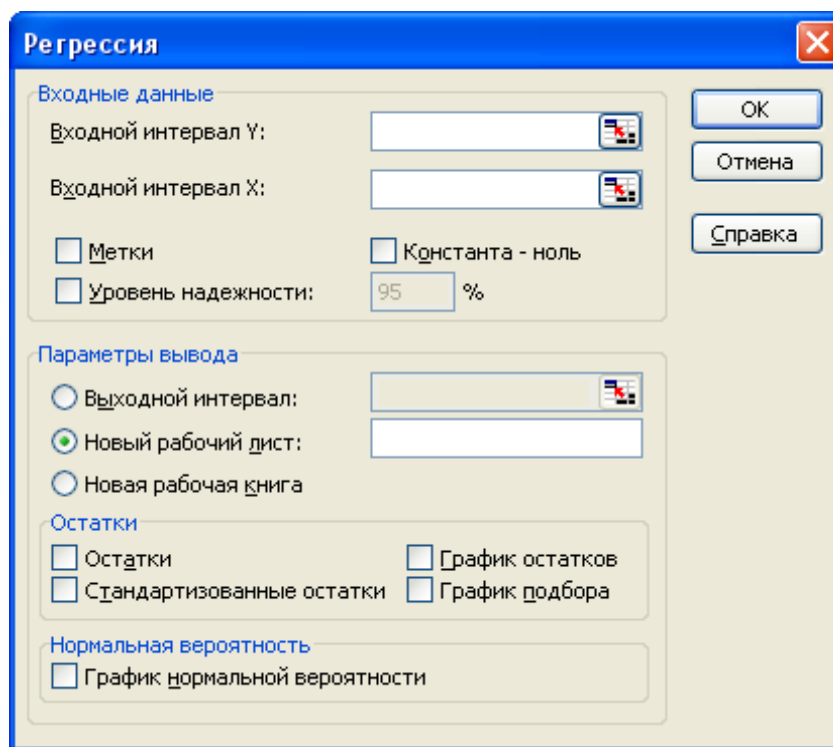 Регрессия
Входные данные
Входной интервал Y:
Входной интервал X:
Метки
Константа - ноль
Уровень надежности:
95 %
OK
Отмена
Справка
Параметры вывода
Выходной интервал:
Новый рабочий лист:
Новая рабочая книга
Остатки
Остатки
График остатков
Стандартизованные остатки
График подбора
Нормальная вероятность
График нормальной вероятности